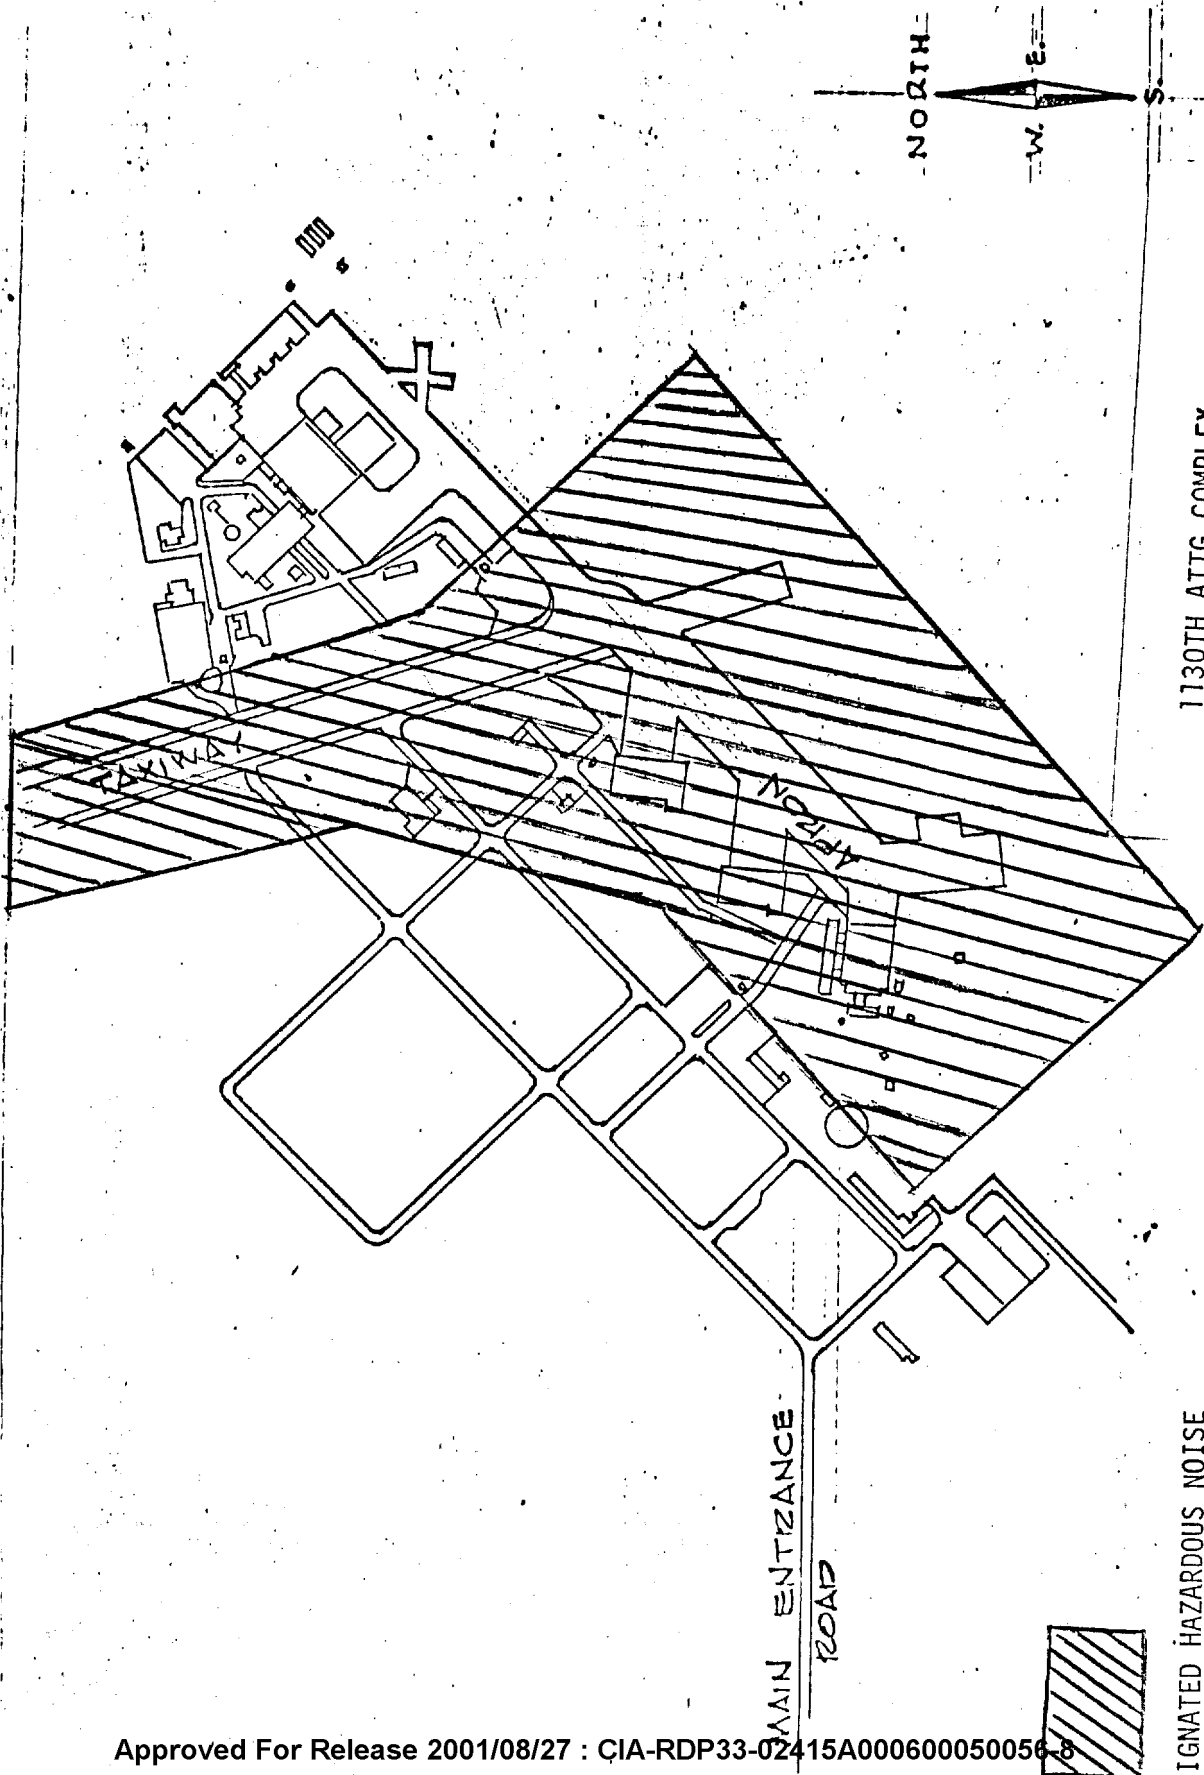 NORTH
W. E.
S.
TAXIWAY
APRON
MAIN ENTRANCE
ROAD
1130TH ATTG COMPLEX
IGNATED HAZARDOUS NOISE
Approved For Release 2001/08/27 : CIA-RDP33-02415A000600050056-8